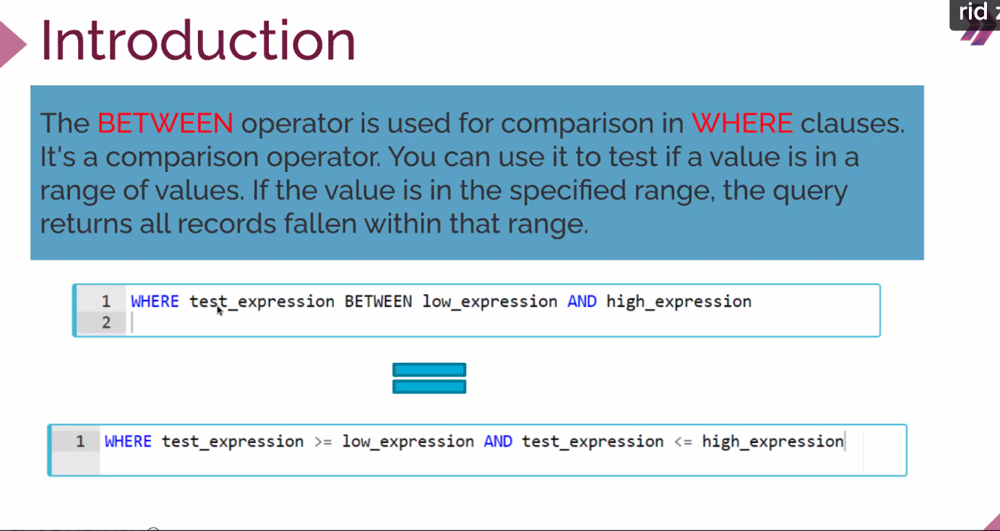 rid
Introduction
The BETWEEN operator is used for comparison in WHERE clauses.
It's a comparison operator. You can use it to test if a value is in a
range of values. If the value is in the specified range, the query
returns all records fallen within that range.
1 WHERE test_expression BETWEEN low_expression AND high_expression
2
1 WHERE test_expression >= low_expression AND test_expression <= high_expression